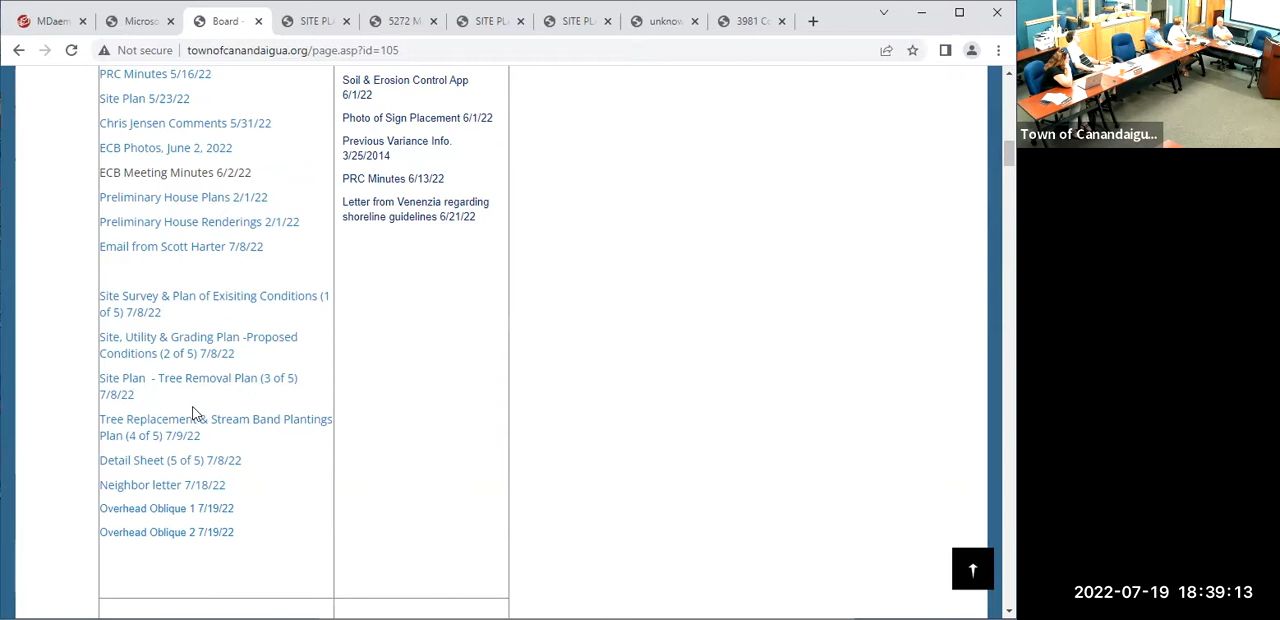 MDaem
Microso
Board -
SITE PL
5272 M
SITE PL
SITE PL
unknow
3981 Co
Not secure
townofcanandaigua.org/page.asp?id=105
PRC Minutes 5/16/22
Site Plan 5/23/22
Chris Jensen Comments 5/31/22
ECB Photos, June 2, 2022
ECB Meeting Minutes 6/2/22
Preliminary House Plans 2/1/22
Preliminary House Renderings 2/1/22
Email from Scott Harter 7/8/22
Site Survey & Plan of Exisiting Conditions (1
of 5) 7/8/22
Site, Utility & Grading Plan -Proposed
Conditions (2 of 5) 7/8/22
Site Plan - Tree Removal Plan (3 of 5)
7/8/22
Tree Replacement & Stream Band Plantings
Plan (4 of 5) 7/9/22
Detail Sheet (5 of 5) 7/8/22
Neighbor letter 7/18/22
Overhead Oblique 1 7/19/22
Overhead Oblique 2 7/19/22
Soil & Erosion Control App
6/1/22
Photo of Sign Placement 6/1/22
Previous Variance Info.
3/25/2014
PRC Minutes 6/13/22
Letter from Venenzia regarding
shoreline guidelines 6/21/22
Town of Canandaigu...
2022-07-19 18:39:13